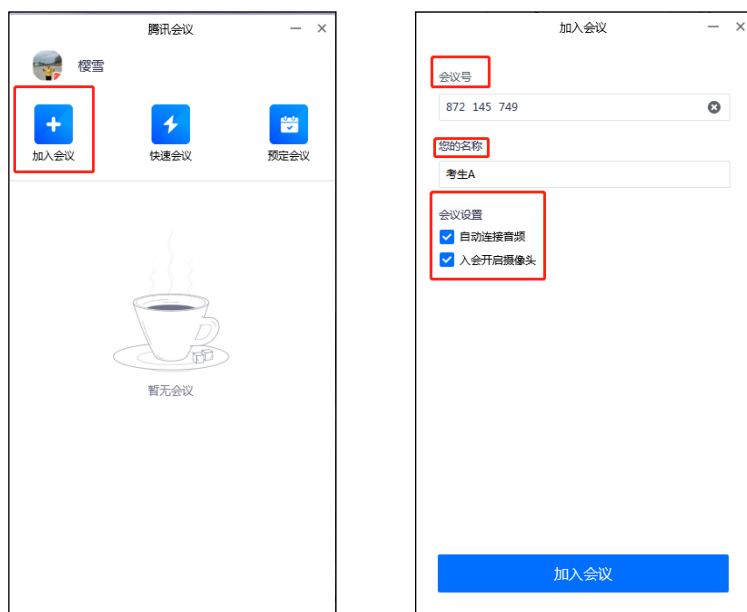 腾讯会议
樱雪
加入会议
快速会议
预定会议
暂无会议
加入会议
会议号
872 145 749
您的名称
考生A
会议设置
自动连接音频
入会开启摄像头
加入会议